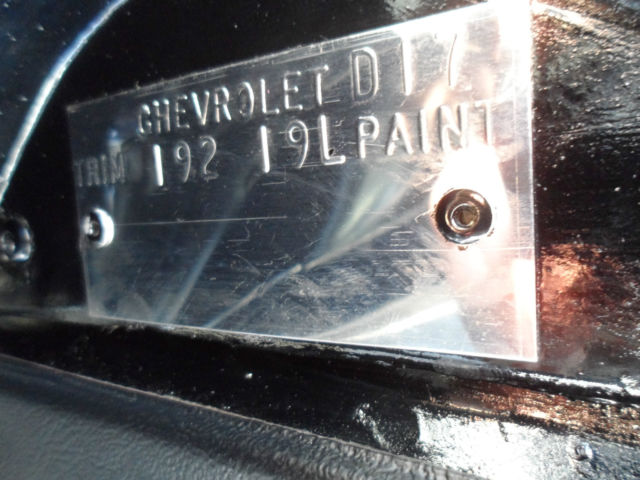 CHEVROLET D17
TRIM 192 19L PAINT